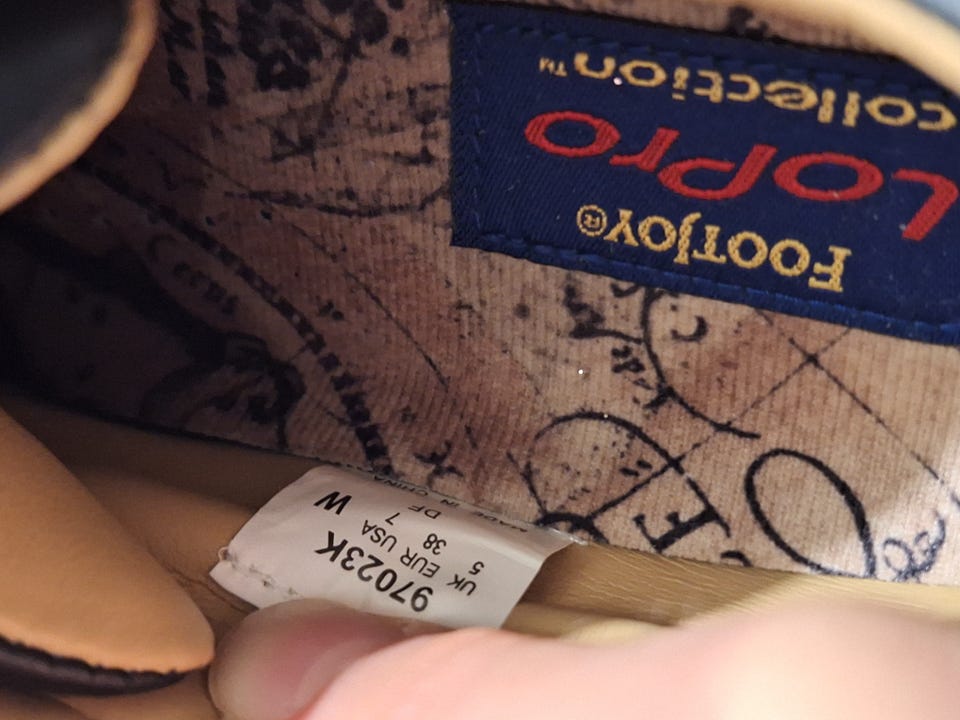 FOOTJOY®
LoPro
collection™
97023K
UK EUR USA
5 38 7 W
DF
MADE IN CHINA